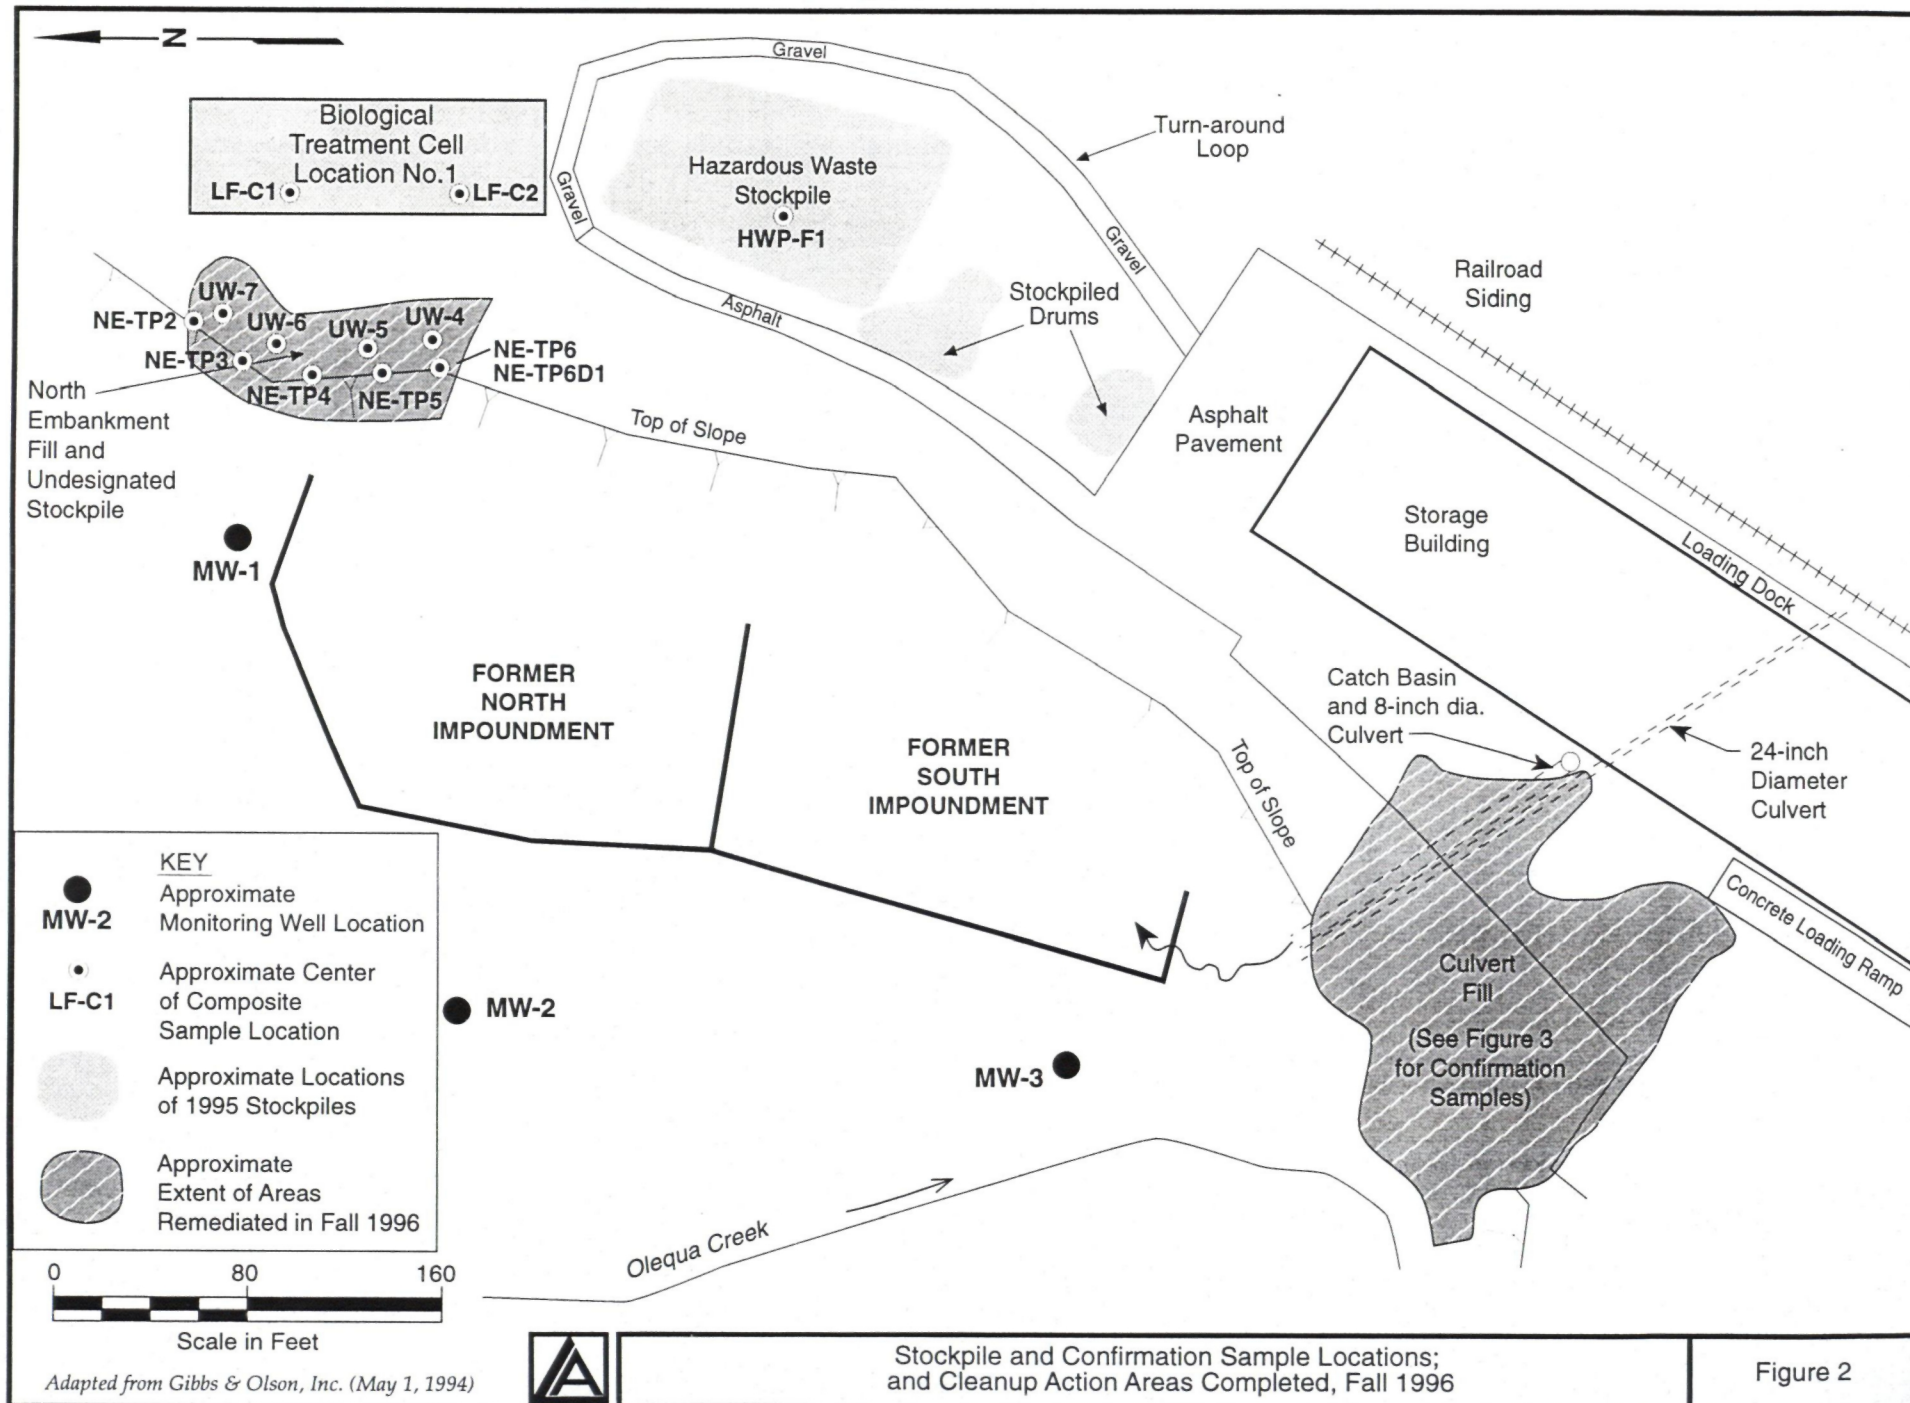 N
Gravel
Biological
Treatment Cell
Location No.1
LF-C1
LF-C2
Gravel
Hazardous Waste
Stockpile
HWP-F1
Turn-around
Loop
Gravel
Asphalt
Stockpiled
Drums
Railroad
Siding
UW-7
NE-TP2
UW-6
UW-5
UW-4
NE-TP3
NE-TP4
NE-TP5
NE-TP6
NE-TP6D1
North
Embankment
Fill and
Undesignated
Stockpile
Top of Slope
Asphalt
Pavement
Storage
Building
Loading Dock
MW-1
FORMER
NORTH
IMPOUNDMENT
FORMER
SOUTH
IMPOUNDMENT
Top of Slope
Catch Basin
and 8-inch dia.
Culvert
24-inch
Diameter
Culvert
Concrete Loading Ramp
Culvert
Fill
(See Figure 3
for Confirmation
Samples)
MW-2
MW-3
Olequa Creek
KEY
Approximate
Monitoring Well Location
MW-2
Approximate Center
of Composite
Sample Location
LF-C1
Approximate Locations
of 1995 Stockpiles
Approximate
Extent of Areas
Remediated in Fall 1996
0 80 160
Scale in Feet
Adapted from Gibbs & Olson, Inc. (May 1, 1994)
Stockpile and Confirmation Sample Locations;
and Cleanup Action Areas Completed, Fall 1996
Figure 2